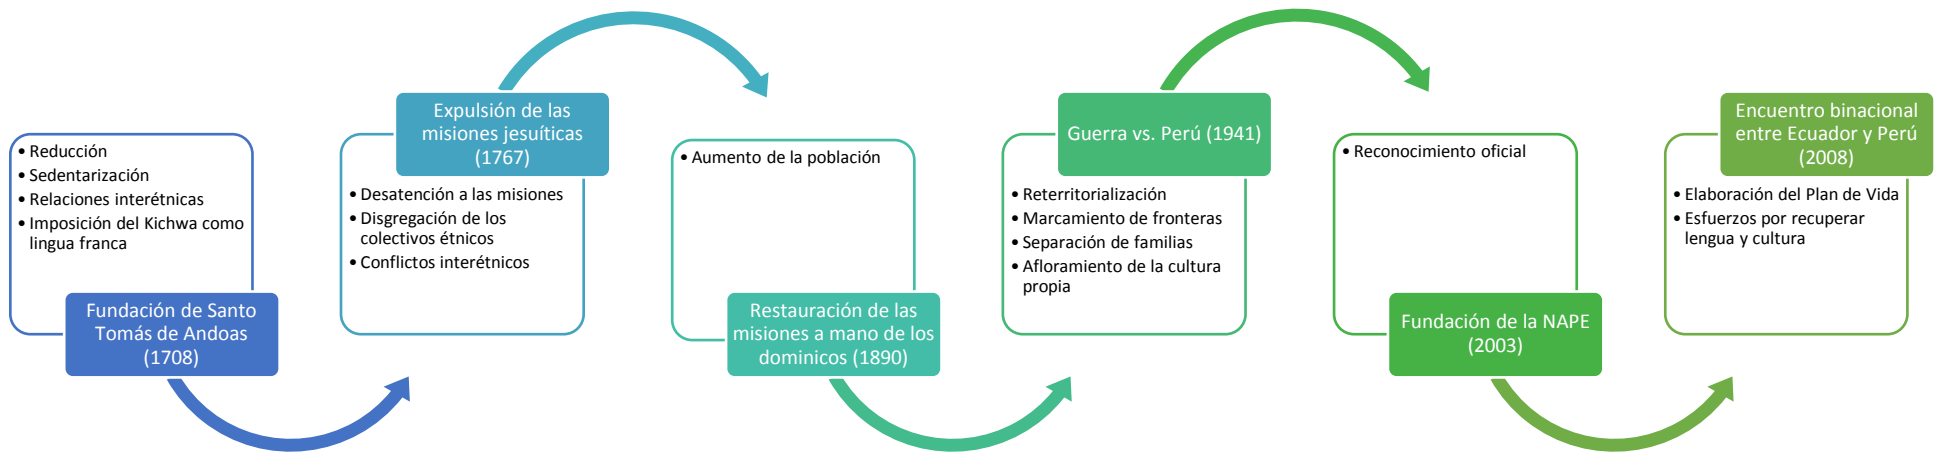 • Reducción
• Sedentarización
• Relaciones interétnicas
• Imposición del Kichwa como
lingua franca
Fundación de Santo
Tomás de Andoas
(1708)
Expulsión de las
misiones jesuíticas
(1767)
• Desatención a las misiones
• Disgregación de los
colectivos étnicos
• Conflictos interétnicos
• Aumento de la población
Restauración de las
misiones a mano de los
dominicos (1890)
Guerra vs. Perú (1941)
• Reterritorialización
• Marcamiento de fronteras
• Separación de familias
• Afloramiento de la cultura
propia
• Reconocimiento oficial
Fundación de la NAPE
(2003)
Encuentro binacional
entre Ecuador y Perú
(2008)
• Elaboración del Plan de Vida
• Esfuerzos por recuperar
lengua y cultura